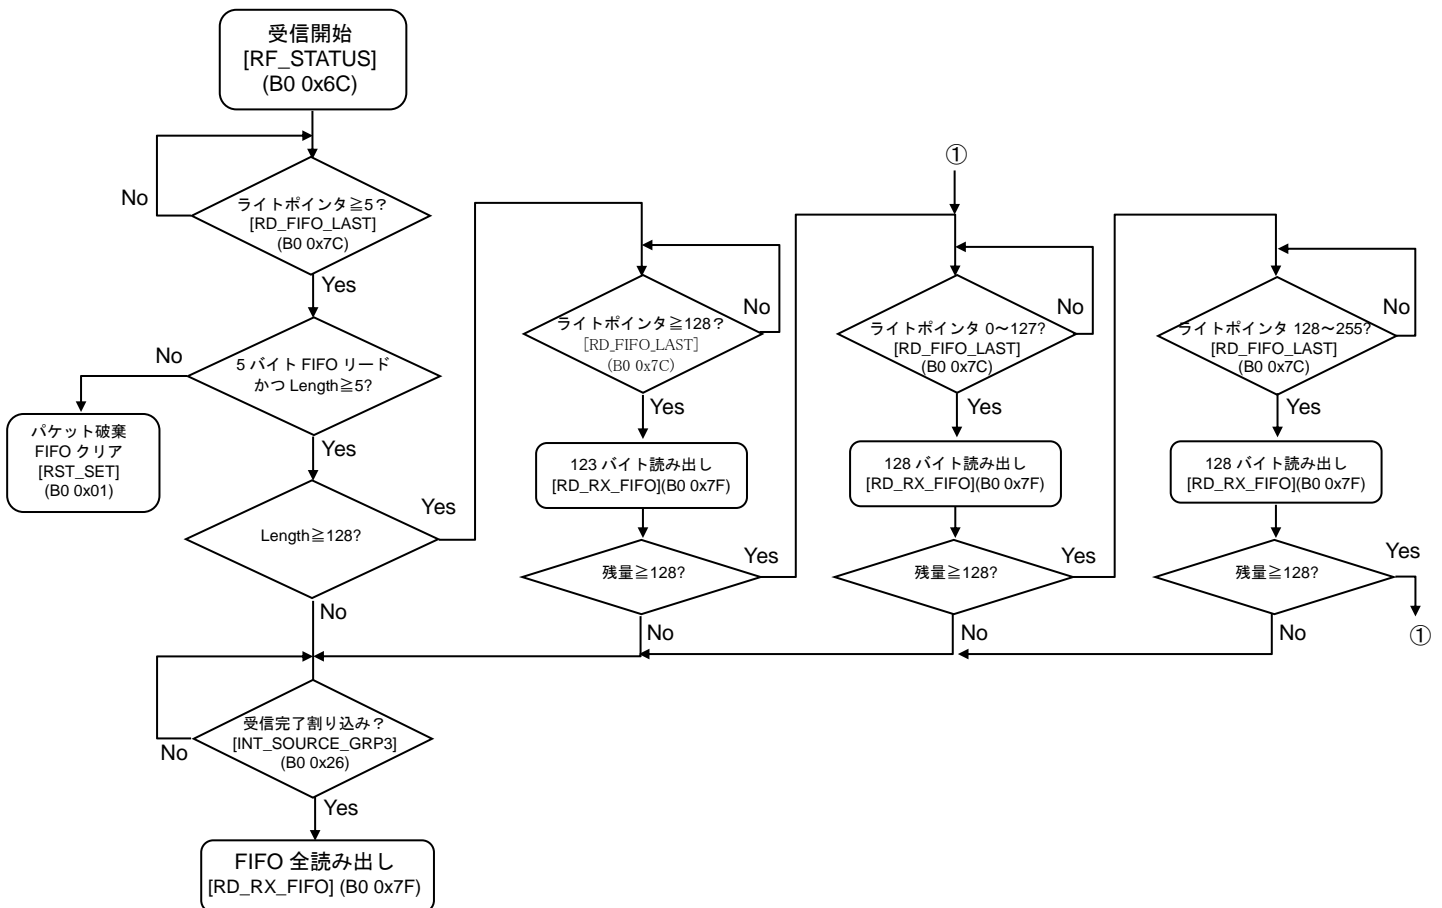 受信開始
[RF_STATUS]
(B0 0x6C)
No
ライトポインタ≧5?
[RD_FIFO_LAST]
(B0 0x7C)
Yes
No
5 バイト FIFO リード
かつ Length≧5?
パケット破棄
FIFO クリア
[RST_SET]
(B0 0x01)
Yes
Length≧128?
Yes
No
No
受信完了割り込み?
[INT_SOURCE_GRP3]
(B0 0x26)
Yes
FIFO 全読み出し
[RD_RX_FIFO] (B0 0x7F)
No
ライトポインタ≧128?
[RD_FIFO_LAST]
(B0 0x7C)
Yes
123 バイト読み出し
[RD_RX_FIFO](B0 0x7F)
残量≧128?
Yes
No
①
No
ライトポインタ 0~127?
[RD_FIFO_LAST]
(B0 0x7C)
Yes
128 バイト読み出し
[RD_RX_FIFO](B0 0x7F)
残量≧128?
Yes
No
No
ライトポインタ 128~255?
[RD_FIFO_LAST]
(B0 0x7C)
Yes
128 バイト読み出し
[RD_RX_FIFO](B0 0x7F)
残量≧128?
Yes
No
①